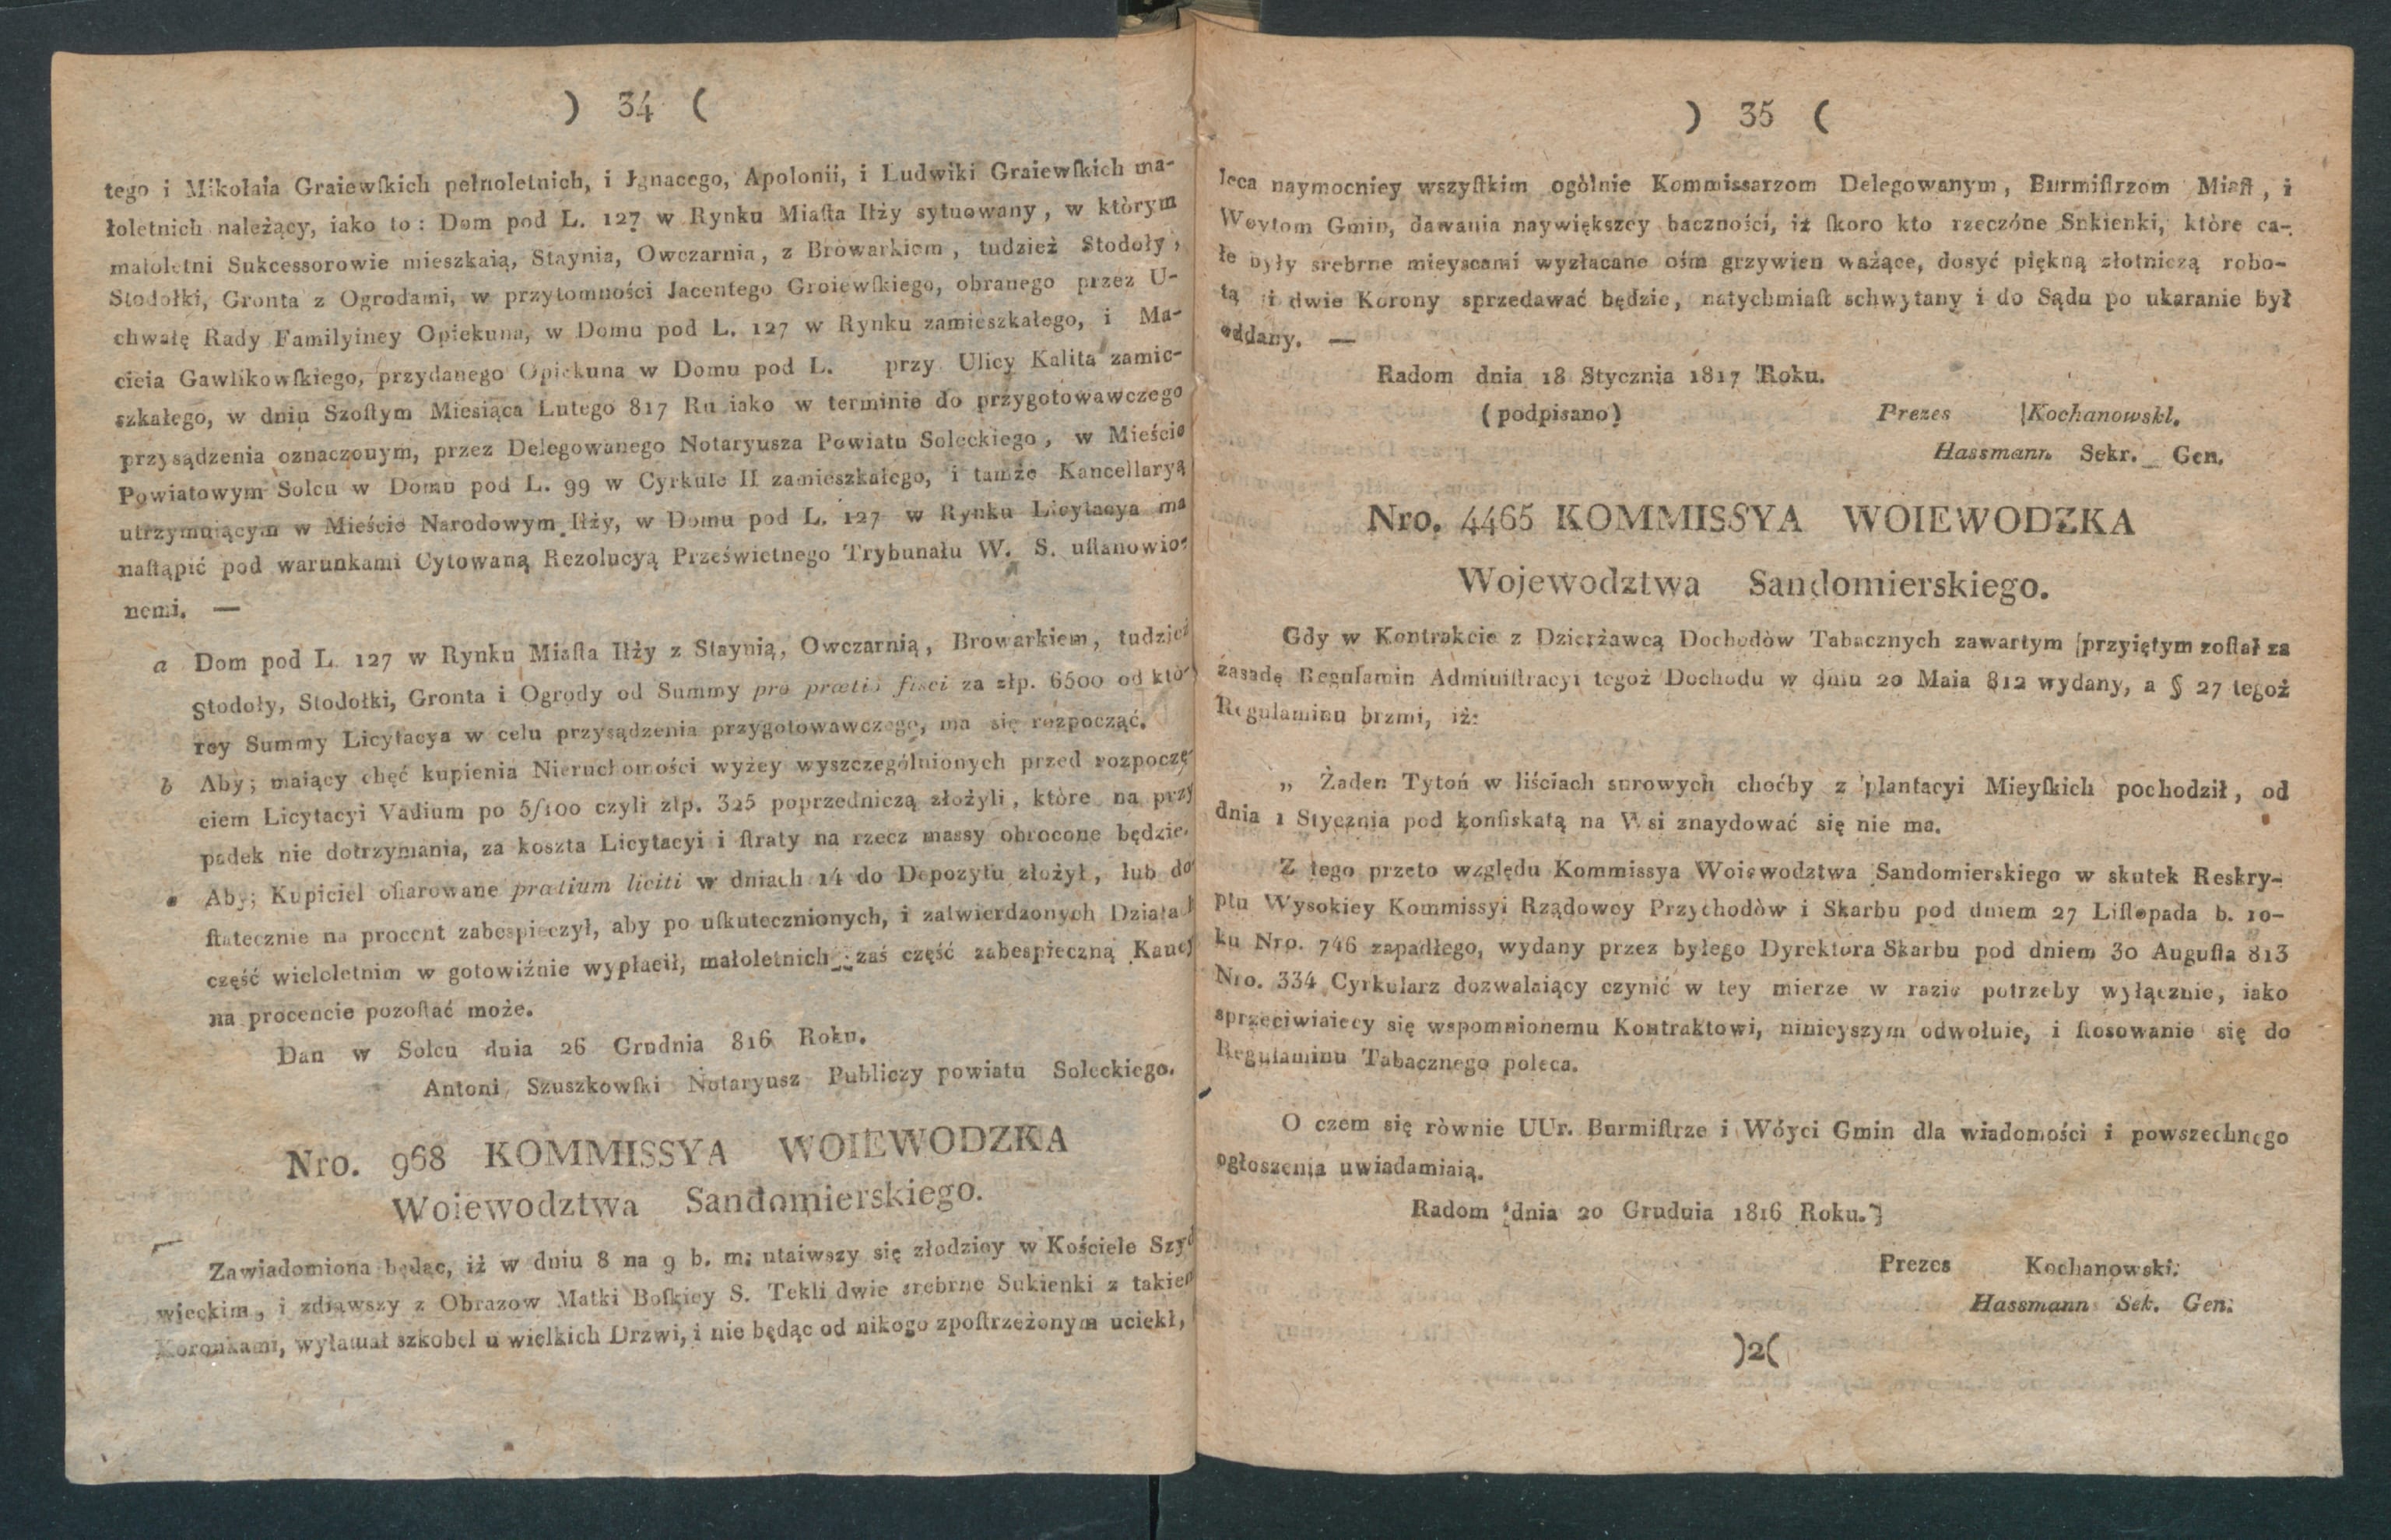 ) 34 (
tego i Mikołaia Graiewſkich pełnoletnich, i Jgnacego, Apolonii, i Ludwiki Graiewſkich ma-
łoletnich należący, iako to: Dom pod L. 127 w Rynku Miaſta Iłży sytuowany, w którym
małoletni Sukcessorowie mieszkaią, Staynia, Owczarnia, z Browarkiem, tudzież Stodoły,
Stodołki, Gronta z Ogrodami, w przytomności Jacentego Groiewſkiego, obranego przez U-
chwałę Rady Familyiney Opiekuna, w Domu pod L. 127 w Rynku zamieszkałego, i Ma-
cieia Gawlikowſkiego, przydanego Opiekuna w Domu pod L. przy Ulicy Kalita zamie-
szkałego, w dniu Szoſtym Miesiąca Lutego 817 Ru iako w terminie do przygotowawczego
przysądzenia oznaczonym, przez Delegowanego Notaryusza Powiatu Soleckiego, w Mieście
Powiatowym Solcu w Domu pod L. 99 w Cyrkule II zamieszkałego, i tamże Kancellaryą
utrzymuiącym w Mieście Narodowym Iłży, w Domu pod L. 127 w Rynku Licytacya ma
naſtąpić pod warunkami Cytowaną Rezolucyą Prześwietnego Trybunału W. S. uſtanowio-
nemi. —
a Dom pod L. 127 w Rynku Miaſta Iłży z Staynią, Owczarnią, Browarkiem, tudzież
Stodoły, Stodołki, Gronta i Ogrody od Summy pro prætio fisci za złp. 6500 od któ-
rey Summy Licytacya w celu przysądzenia przygotowawczego, ma się rozpocząć.
b Aby; maiący chęć kupienia Nieruchomości wyżey wyszczególnionych przed rozpoczę-
ciem Licytacyi Vadium po 5/100 czyli złp. 325 poprzedniczą złożyli, które na przy
padek nie dotrzymania, za koszta Licytacyi i ſtraty na rzecz massy obrocone będzie.
Aby; Kupiciel ofiarowane prætium liciti w dniach 14 do Depozytu złożył, lub do
ſtatecznie na procent zabespieczył, aby po uſkutecznionych, i zatwierdzonych Działach
część wieloletnim w gotowiźnie wypłacił, małoletnich zaś część zabespieczną Kaucy
na procencie pozoſtać może.
Dan w Solcu dnia 26 Grudnia 816 Roku.
Antoni Szuszkowſki Notaryusz Publiczy powiatu Soleckiego.
Nro. 968 KOMMISSYA WOIEWODZKA
Woiewodztwa Sandomierskiego.
Zawiadomiona będąc, iż w dniu 8 na 9 b. m; utaiwszy się złodziey w Kościele Szyd
wieckim, i zdiąwszy z Obrazow Matki Boſkiey S. Tekli dwie srebrne Sukienki z takiem
Koronkami, wyłamał szkobel u wielkich Drzwi, i nie będąc od nikogo zpoſtrzeżonym uciekł,
) 35 (
leca naymocniey wszyſtkim ogólnie Kommissarzom Delegowanym, Burmiſtrzom Miaſt, i
Woytom Gmin, dawania naywiększey baczności, iż ſkoro kto rzeczóne Sukienki, które ca-
łe były srebrne mieyscami wyzłacane ośm grzywien ważące, dosyć piękną złotniczą robo-
tą i dwie Korony sprzedawać będzie, natychmiaſt schwytany i do Sądu po ukaranie był
oddany. —
Radom dnia 18 Stycznia 1817 Roku.
(podpisano) Prezes Kochanowski.
Hassmann Sekr. Gen.
Nro. 4465 KOMMISSYA WOIEWODZKA
Wojewodztwa Sandomierskiego.
Gdy w Kontrakcie z Dzierżawcą Dochodòw Tabacznych zawartym przyiętym zoſtał za
zasadę Regulamin Adminiſtracyi tegoż Dochodu w dniu 20 Maia 812 wydany, a § 27 tegoż
Regulaminu brzmi, iż:
„ Żaden Tytoń w liściach surowych choćby z plantacyi Mieyſkich pochodził, od
dnia 1 Stycznia pod konfiskatą na Wsi znaydować się nie ma.
Z tego przeto względu Kommissya Woiewodztwa Sandomierskiego w skutek Reskry-
ptu Wysokiey Kommissyi Rządowey Przychodòw i Skarbu pod dniem 27 Liſtopada b. ro-
ku Nro. 746 zapadłego, wydany przez byłego Dyrektora Skarbu pod dniem 30 Auguſta 813
Nro. 334 Cyrkularz dozwalaiący czynić w tey mierze w razie potrzeby wyłącznie, iako
sprzeciwiaiecy się wspomnionemu Kontraktowi, ninieyszym odwołuie, i ſtosowanie się do
Regulaminu Tabacznego poleca.
O czem się równie UUr. Burmiſtrze i Wóyci Gmin dla wiadomości i powszechnego
ogłoszenia uwiadamiaią.
Radom dnia 20 Grudnia 1816 Roku.
Prezes Kochanowski.
Hassmann Sek. Gen.
)2(